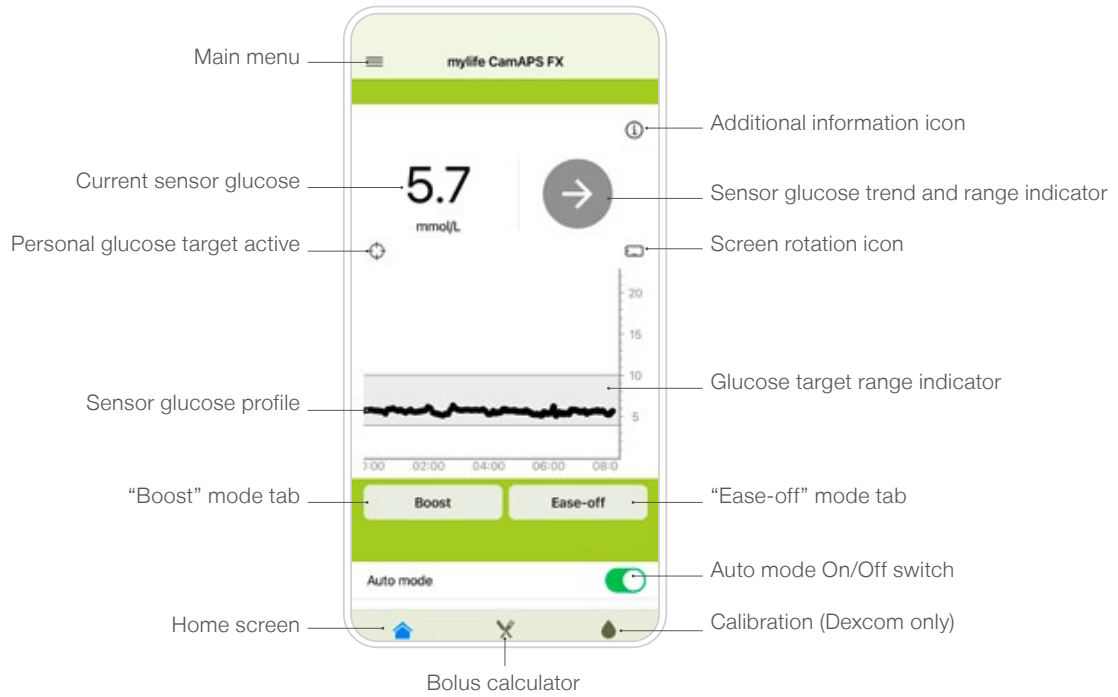 Main menu
mylife CamAPS FX
Additional information icon
Current sensor glucose
5.7
mmol/L
Sensor glucose trend and range indicator
Personal glucose target active
Screen rotation icon
20
15
10
Glucose target range indicator
Sensor glucose profile
5
02:00 04:00 06:00 08:0
“Boost” mode tab
Boost
Ease-off
“Ease-off” mode tab
Auto mode
Auto mode On/Off switch
Home screen
Calibration (Dexcom only)
Bolus calculator